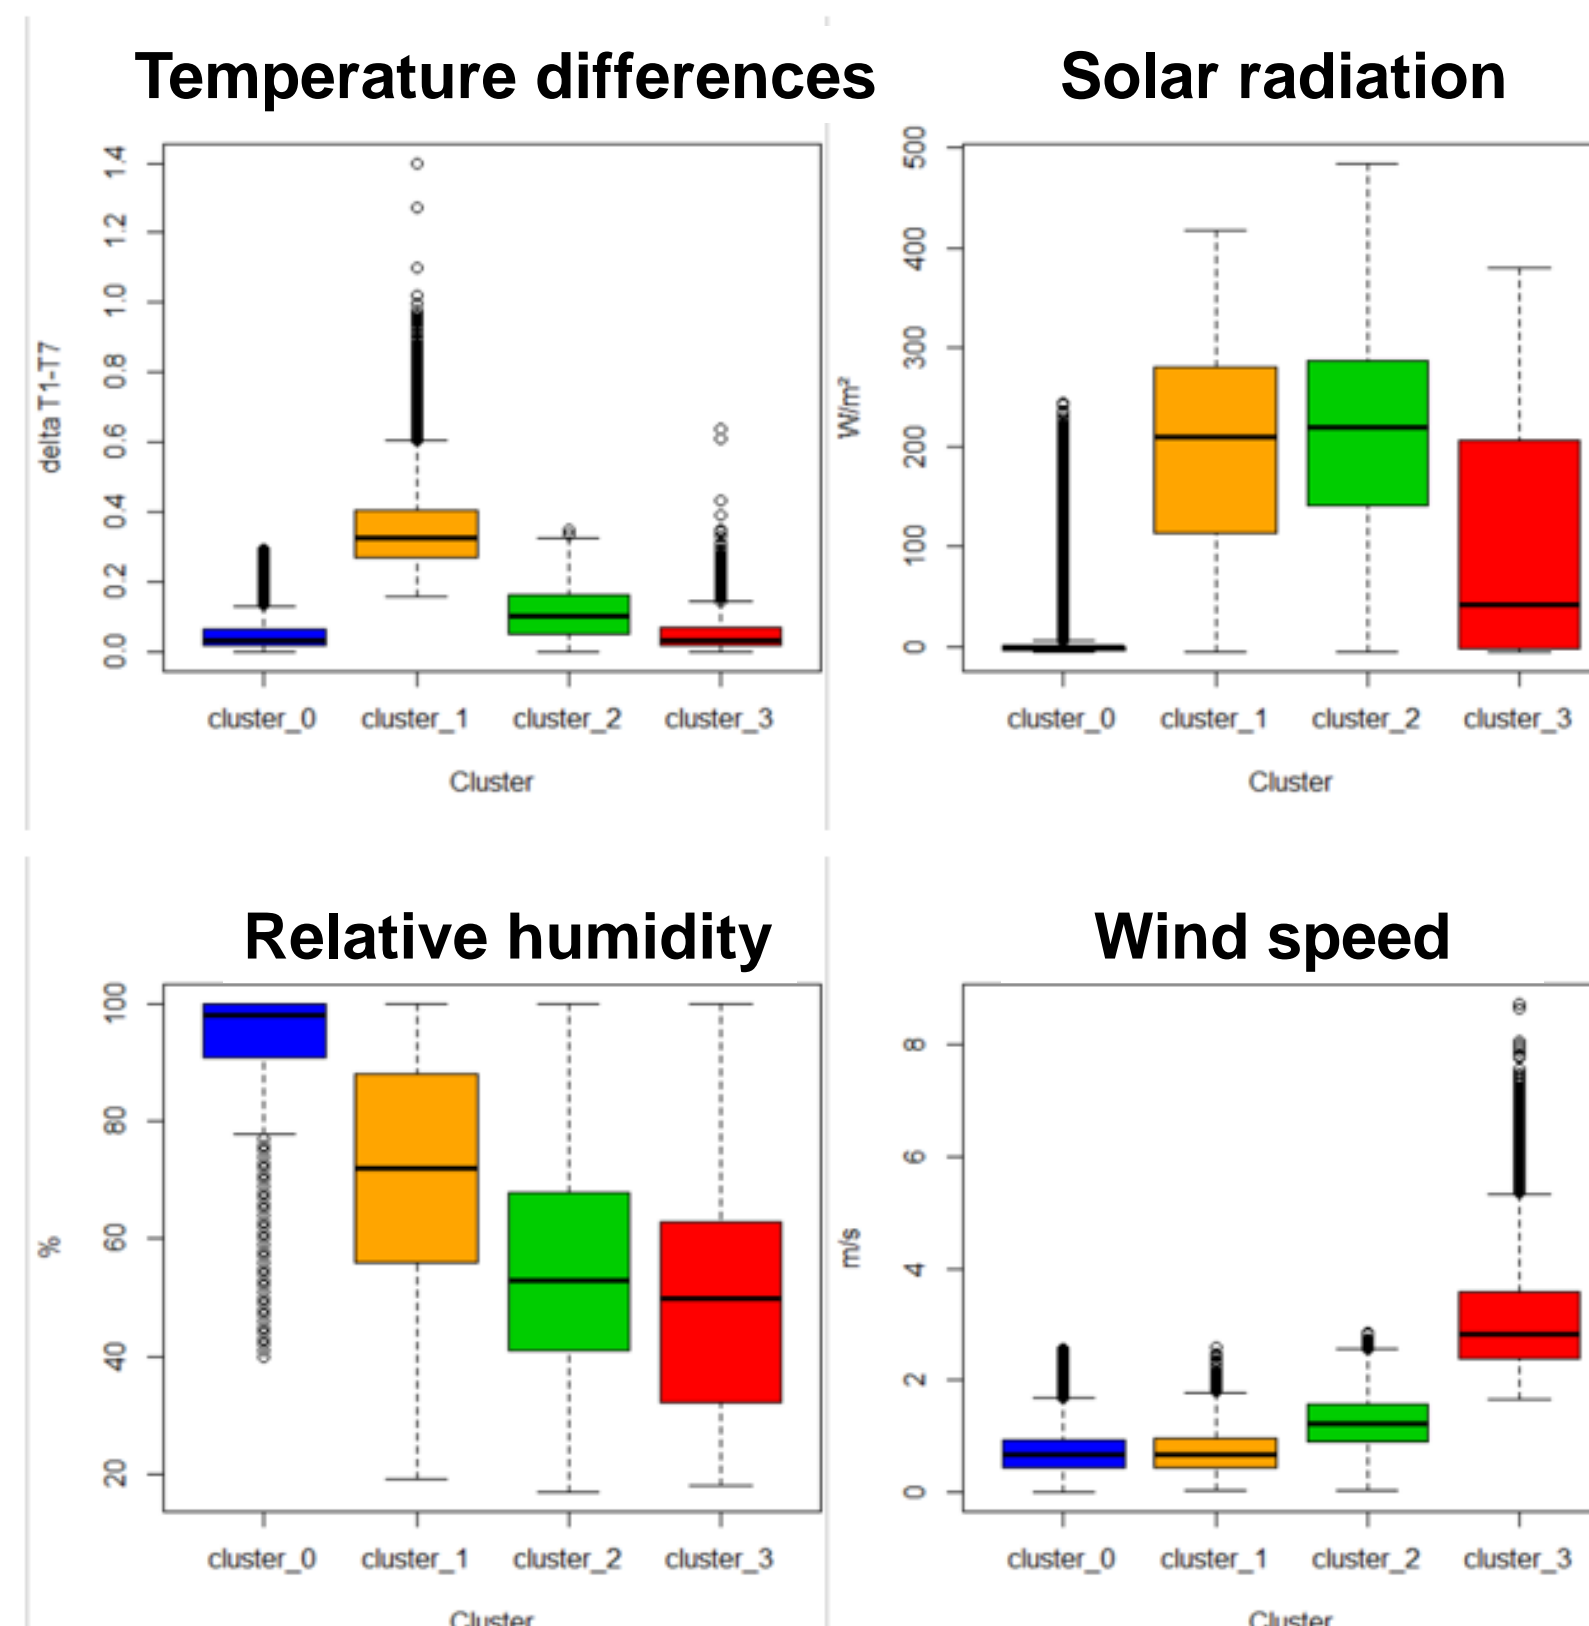 Temperature differences
delta T1-T7
0.0 0.2 0.4 0.6 0.8 1.0 1.2 1.4
cluster_0 cluster_1 cluster_2 cluster_3
Cluster
Solar radiation
W/m²
0 100 200 300 400 500
cluster_0 cluster_1 cluster_2 cluster_3
Cluster
Relative humidity
%
20 40 60 80 100
cluster_0 cluster_1 cluster_2 cluster_3
Cluster
Wind speed
m/s
0 2 4 6 8
cluster_0 cluster_1 cluster_2 cluster_3
Cluster